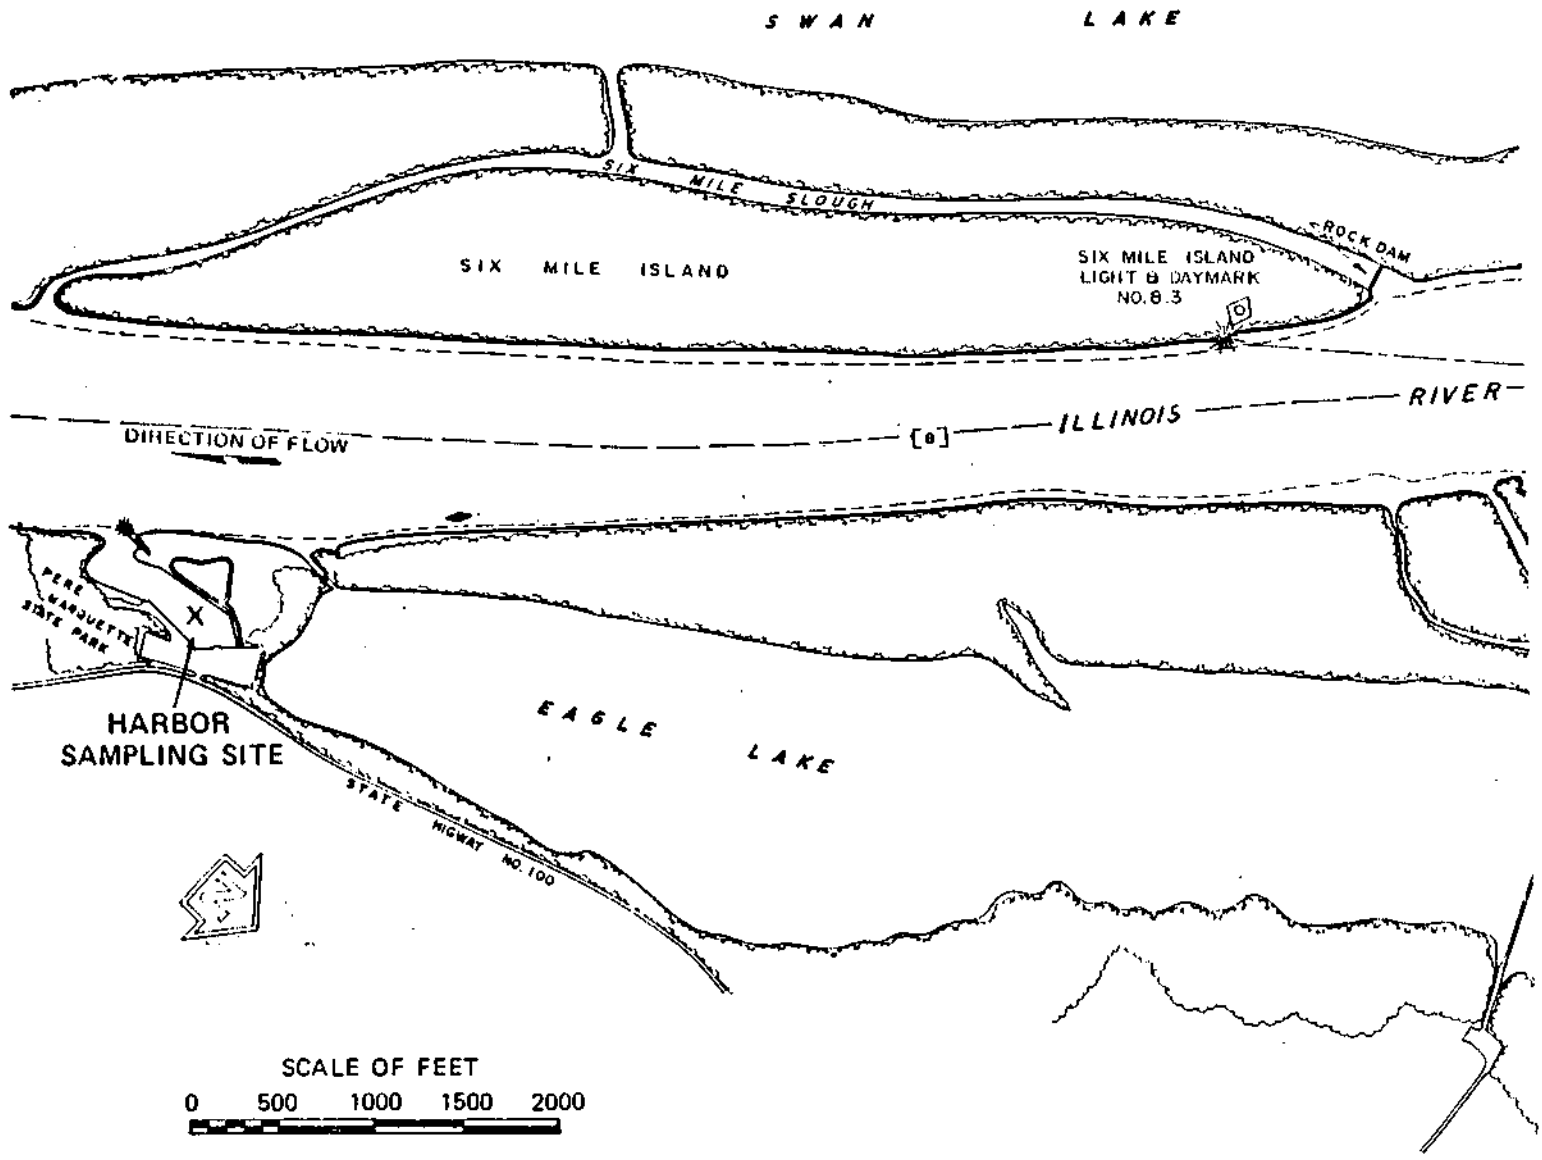 SWAN LAKE
SIX MILE SLOUGH
ROCK DAM
SIX MILE ISLAND
SIX MILE ISLAND
LIGHT & DAYMARK
NO. 8.3
ILLINOIS RIVER
[8]
DIRECTION OF FLOW
PERE
MARQUETTE
STATE PARK
X
HARBOR
SAMPLING SITE
EAGLE LAKE
STATE HIGWAY NO. 100
SCALE OF FEET
0 500 1000 1500 2000